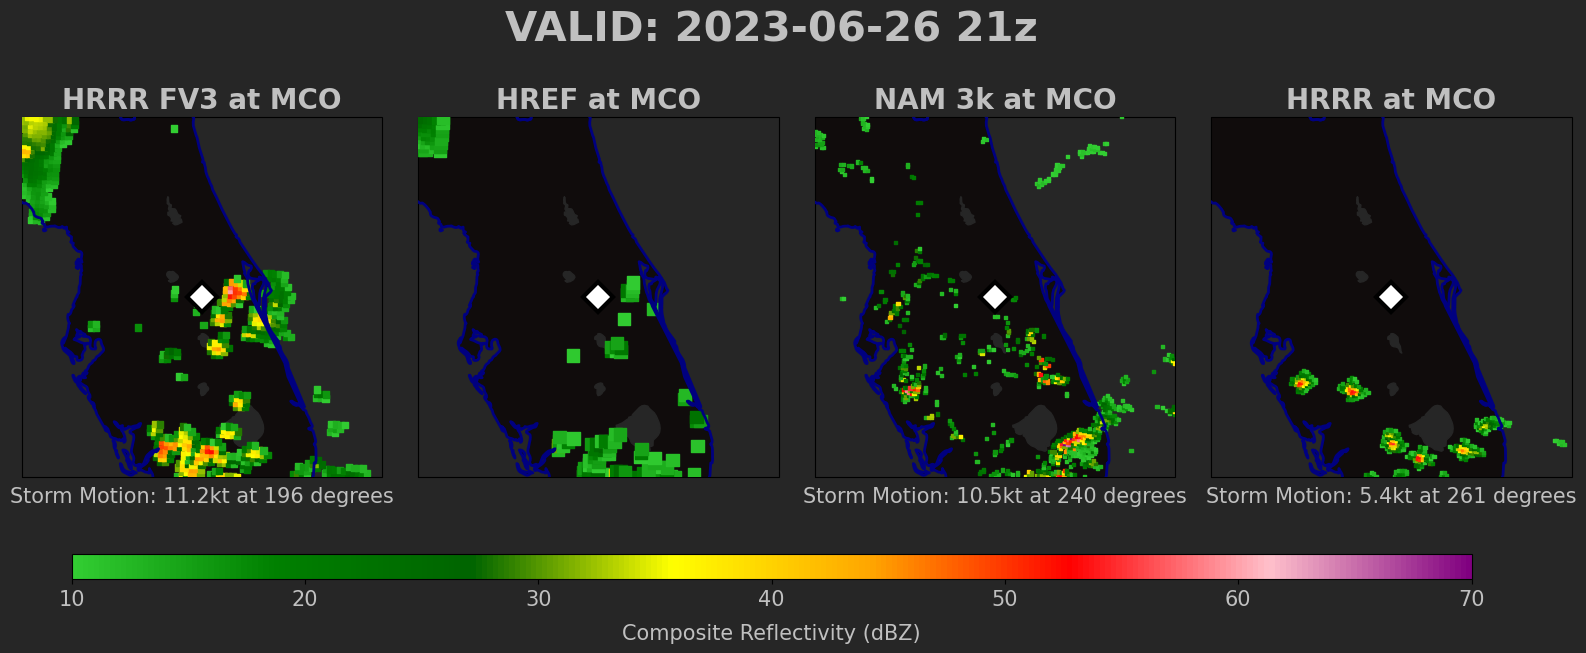 VALID: 2023-06-26 21z
HRRR FV3 at MCO
HREF at MCO
NAM 3k at MCO
HRRR at MCO
Storm Motion: 11.2kt at 196 degrees
Storm Motion: 10.5kt at 240 degrees
Storm Motion: 5.4kt at 261 degrees
10 20 30 40 50 60 70
Composite Reflectivity (dBZ)